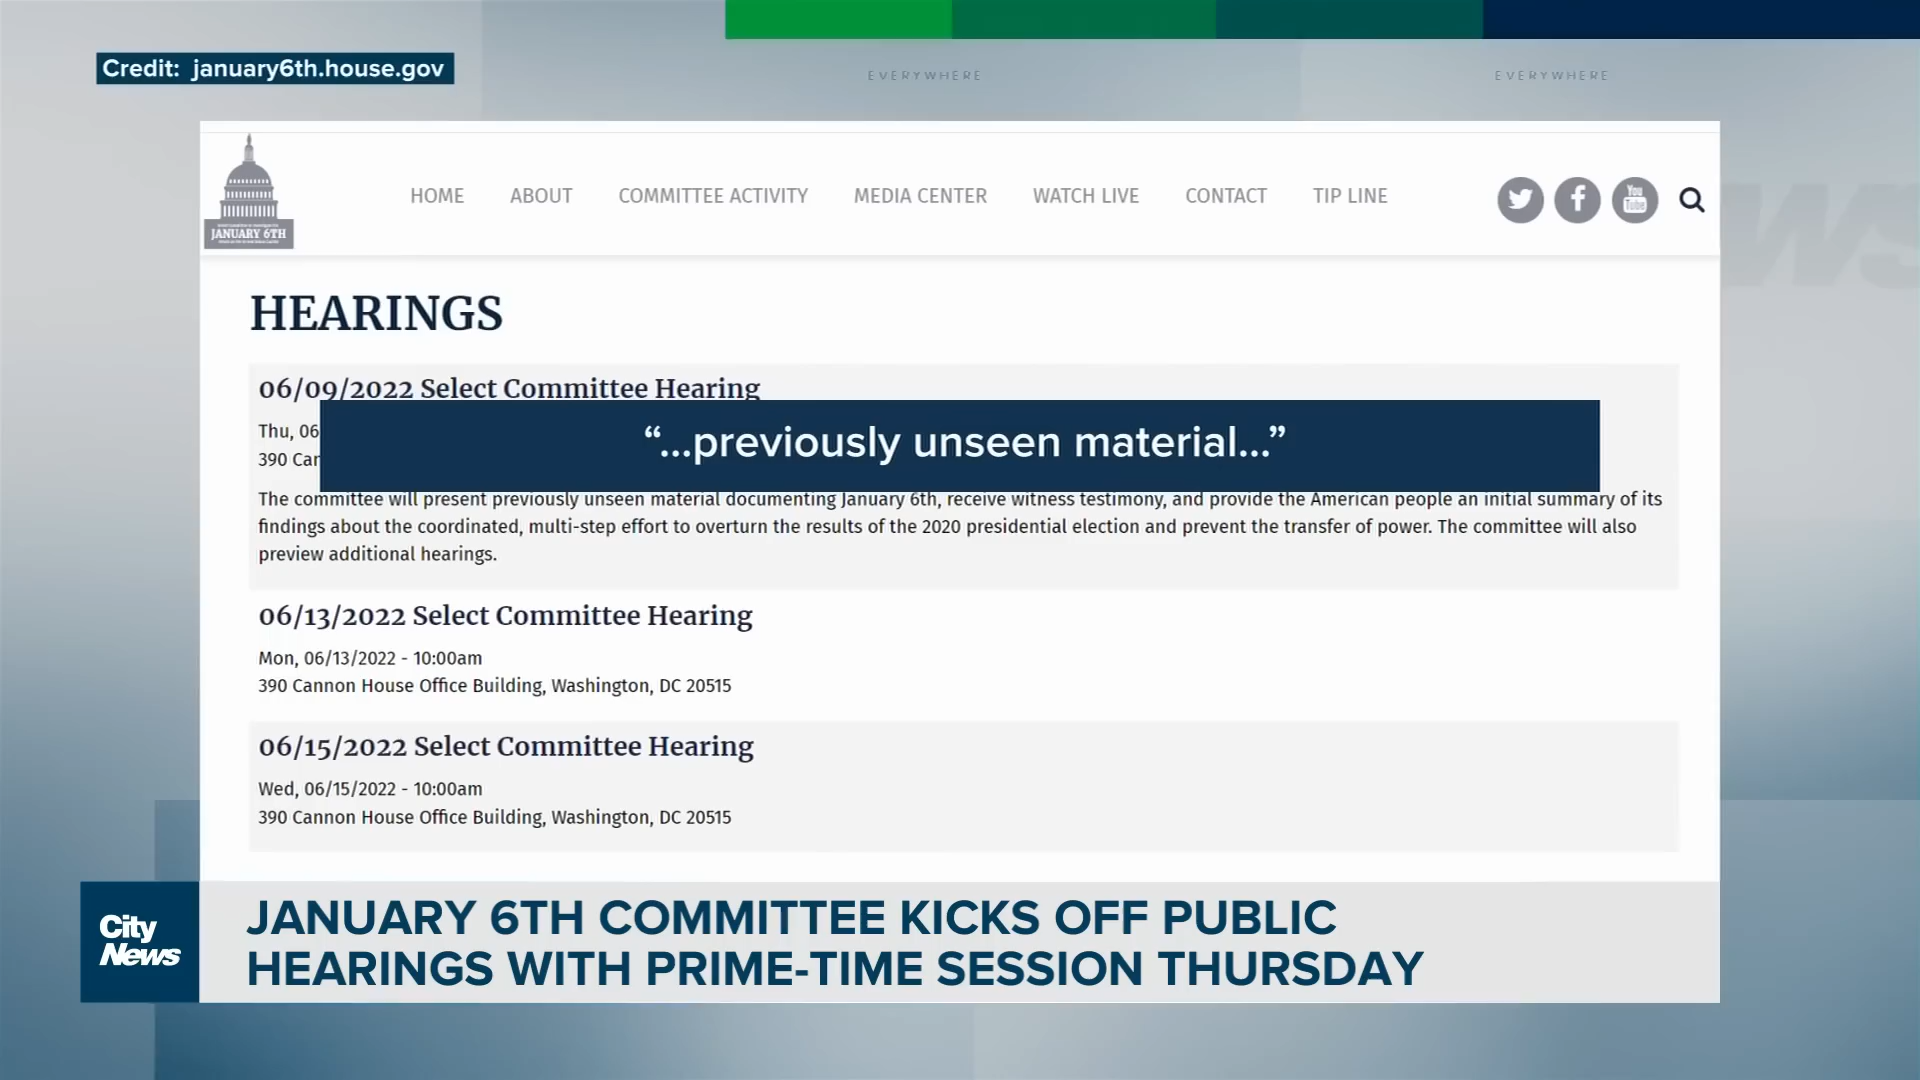 Credit: january6th.house.gov
EVERYWHERE
EVERYWHERE
JANUARY 6TH
HOME
ABOUT
COMMITTEE ACTIVITY
MEDIA CENTER
WATCH LIVE
CONTACT
TIP LINE
You
Tube
HEARINGS
06/09/2022 Select Committee Hearing
Thu, 06
390 Can
“...previously unseen material...”
The committee will present previously unseen material documenting January 6th, receive witness testimony, and provide the American people an initial summary of its
findings about the coordinated, multi-step effort to overturn the results of the 2020 presidential election and prevent the transfer of power. The committee will also
preview additional hearings.
06/13/2022 Select Committee Hearing
Mon, 06/13/2022 - 10:00am
390 Cannon House Office Building, Washington, DC 20515
06/15/2022 Select Committee Hearing
Wed, 06/15/2022 - 10:00am
390 Cannon House Office Building, Washington, DC 20515
City
News
JANUARY 6TH COMMITTEE KICKS OFF PUBLIC
HEARINGS WITH PRIME-TIME SESSION THURSDAY